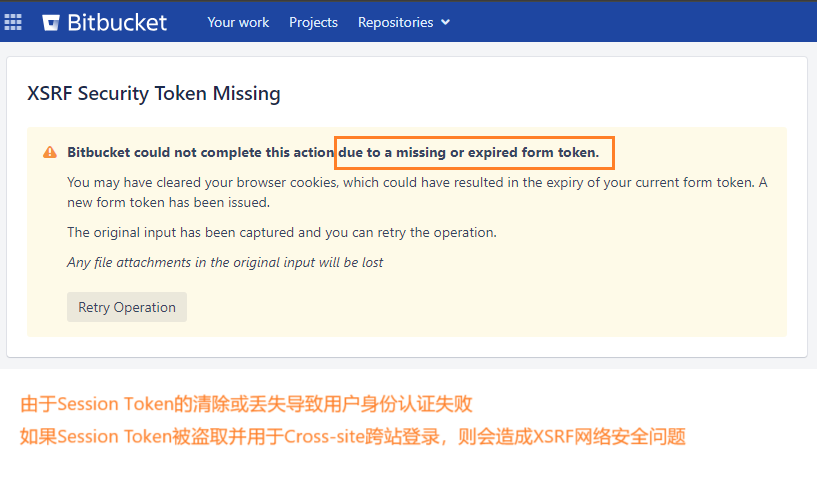 Bitbucket Your work Projects Repositories
XSRF Security Token Missing
Bitbucket could not complete this action due to a missing or expired form token.
You may have cleared your browser cookies, which could have resulted in the expiry of your current form token. A
new form token has been issued.
The original input has been captured and you can retry the operation.
Any file attachments in the original input will be lost
Retry Operation
由于Session Token的清除或丢失导致用户身份认证失败
如果Session Token被盗取并用于Cross-site跨站登录，则会造成XSRF网络安全问题